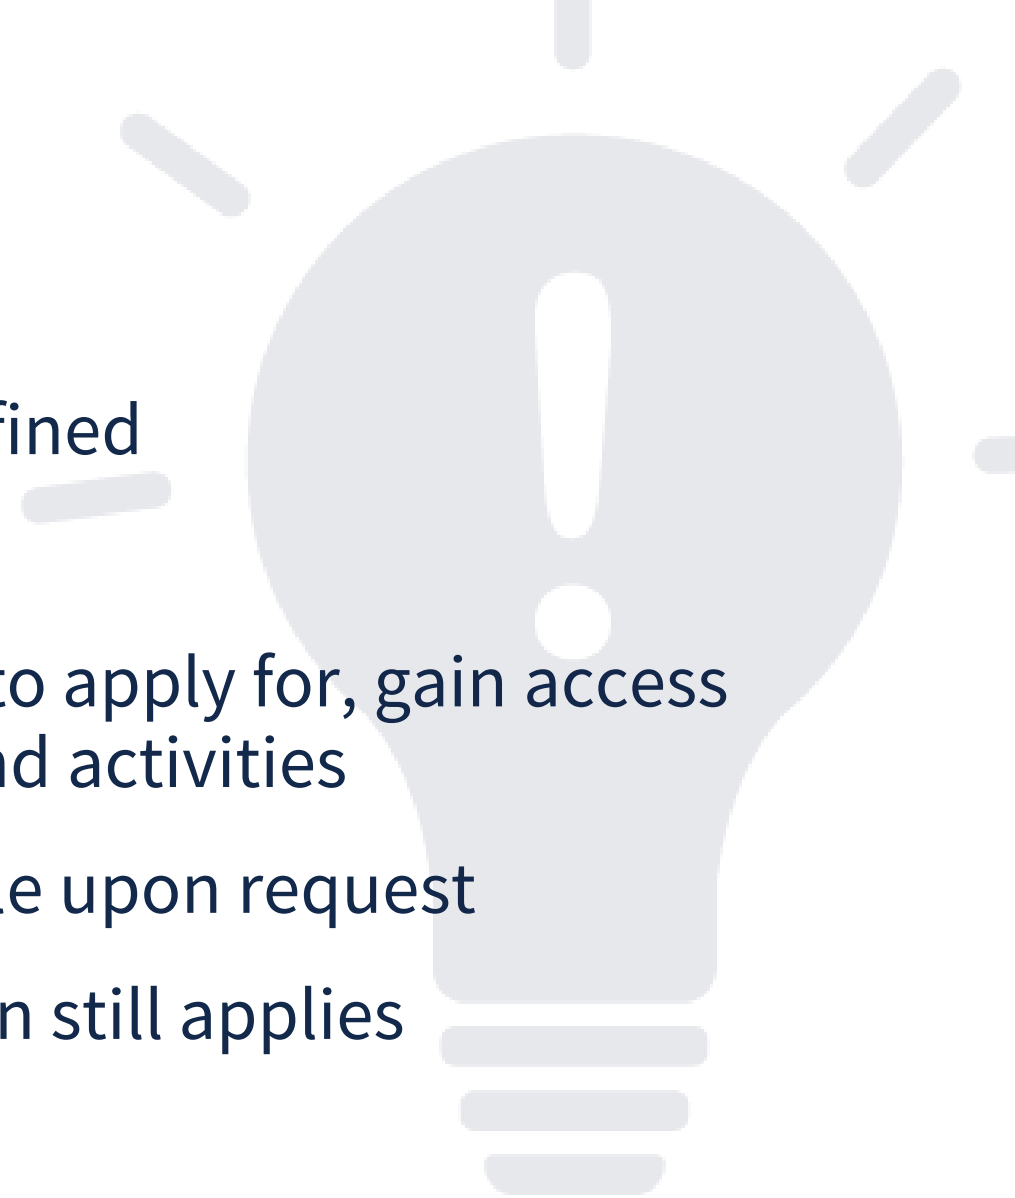 fined
to apply for, gain access
nd activities
le upon request
n still applies